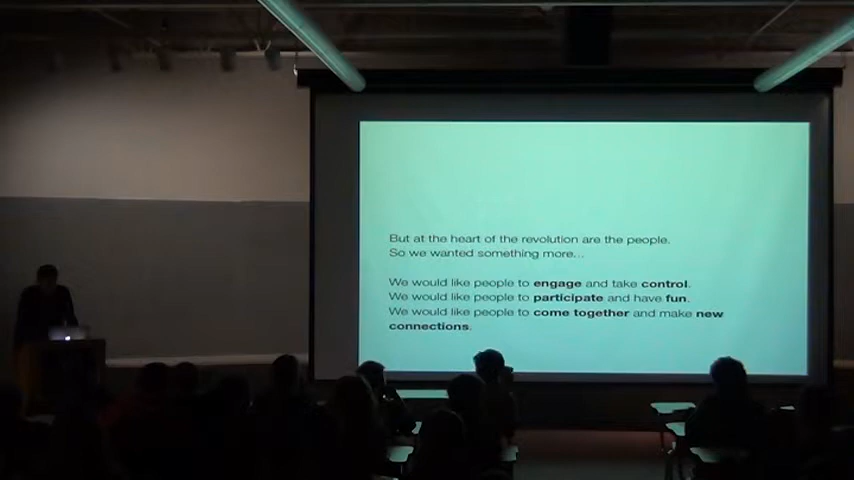 But at the heart of the revolution are the people.
So we wanted something more...
We would like people to engage and take control.
We would like people to participate and have fun.
We would like people to come together and make new
connections.